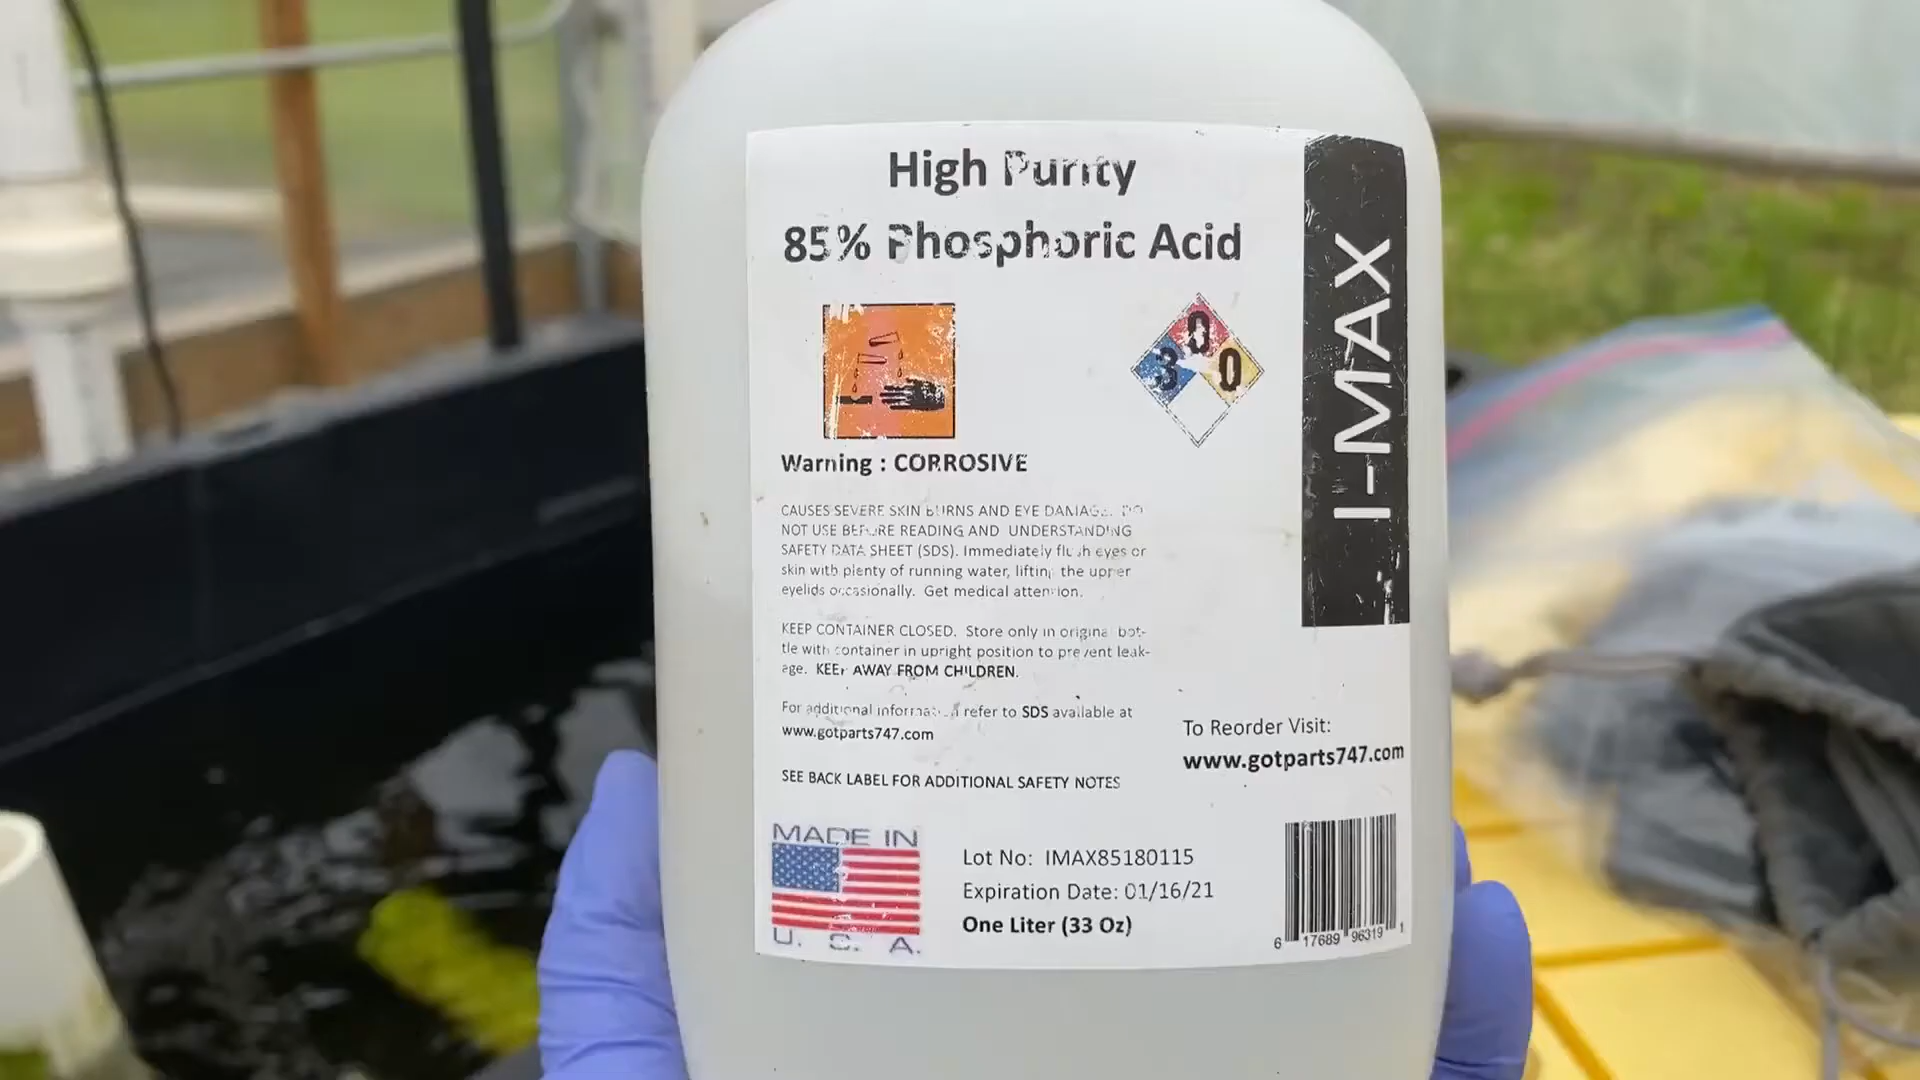 High Purity
85% Phosphoric Acid
I-MAX
0
3 0
Warning : CORROSIVE
CAUSES SEVERE SKIN BURNS AND EYE DAMAGE. DO
NOT USE BEFORE READING AND UNDERSTANDING
SAFETY DATA SHEET (SDS). Immediately flush eyes or
skin with plenty of running water, lifting the upper
eyelids occasionally. Get medical attention.
KEEP CONTAINER CLOSED. Store only in original bot-
tle with container in upright position to prevent leak-
age. KEEP AWAY FROM CHILDREN.
For additional information refer to SDS available at
www.gotparts747.com
SEE BACK LABEL FOR ADDITIONAL SAFETY NOTES
To Reorder Visit:
www.gotparts747.com
MADE IN
U. S. A.
Lot No: IMAX85180115
Expiration Date: 01/16/21
One Liter (33 Oz)
6 17689 96319 1